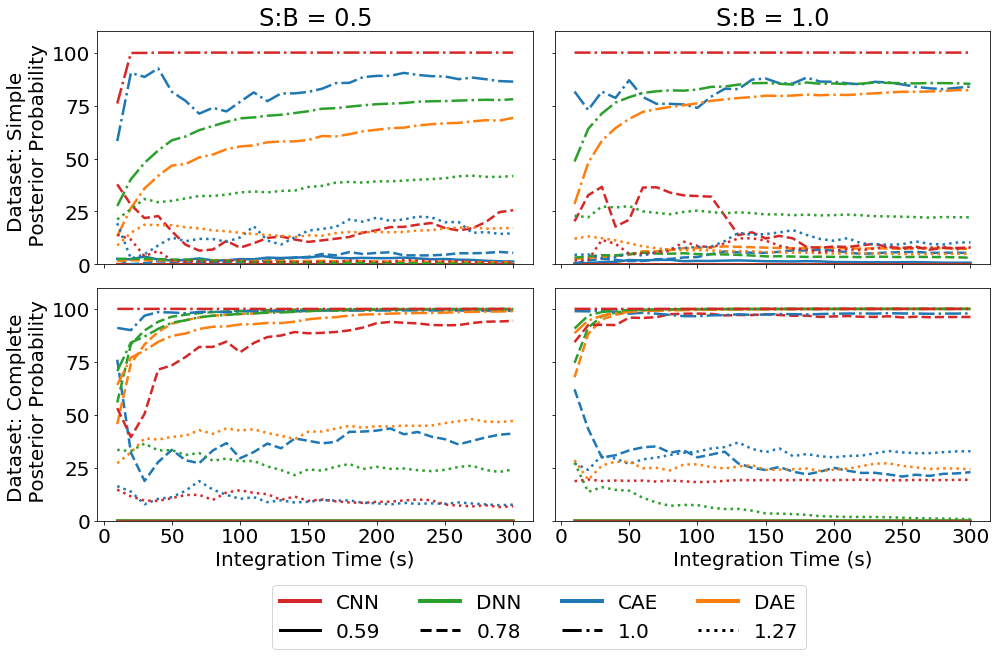 S:B = 0.5
S:B = 1.0
Dataset: Simple
Posterior Probability
100
75
50
25
0
Dataset: Complete
Posterior Probability
100
75
50
25
0
0 50 100 150 200 250 300
0 50 100 150 200 250 300
Integration Time (s)
Integration Time (s)
CNN DNN CAE DAE
0.59 0.78 1.0 1.27